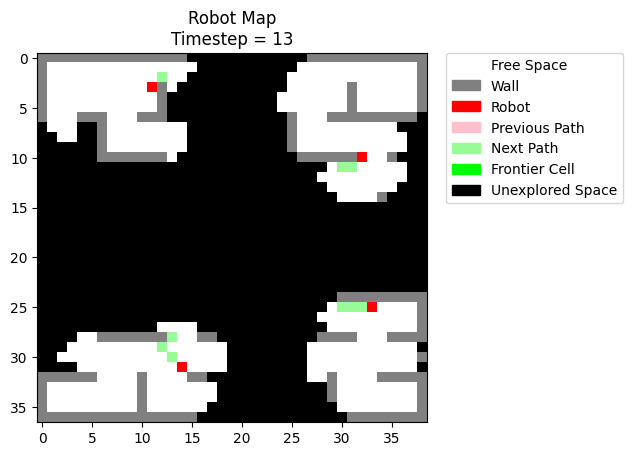 Robot Map
Timestep = 13
0
5
10
15
20
25
30
35
0
5
10
15
20
25
30
35
Free Space
Wall
Robot
Previous Path
Next Path
Frontier Cell
Unexplored Space